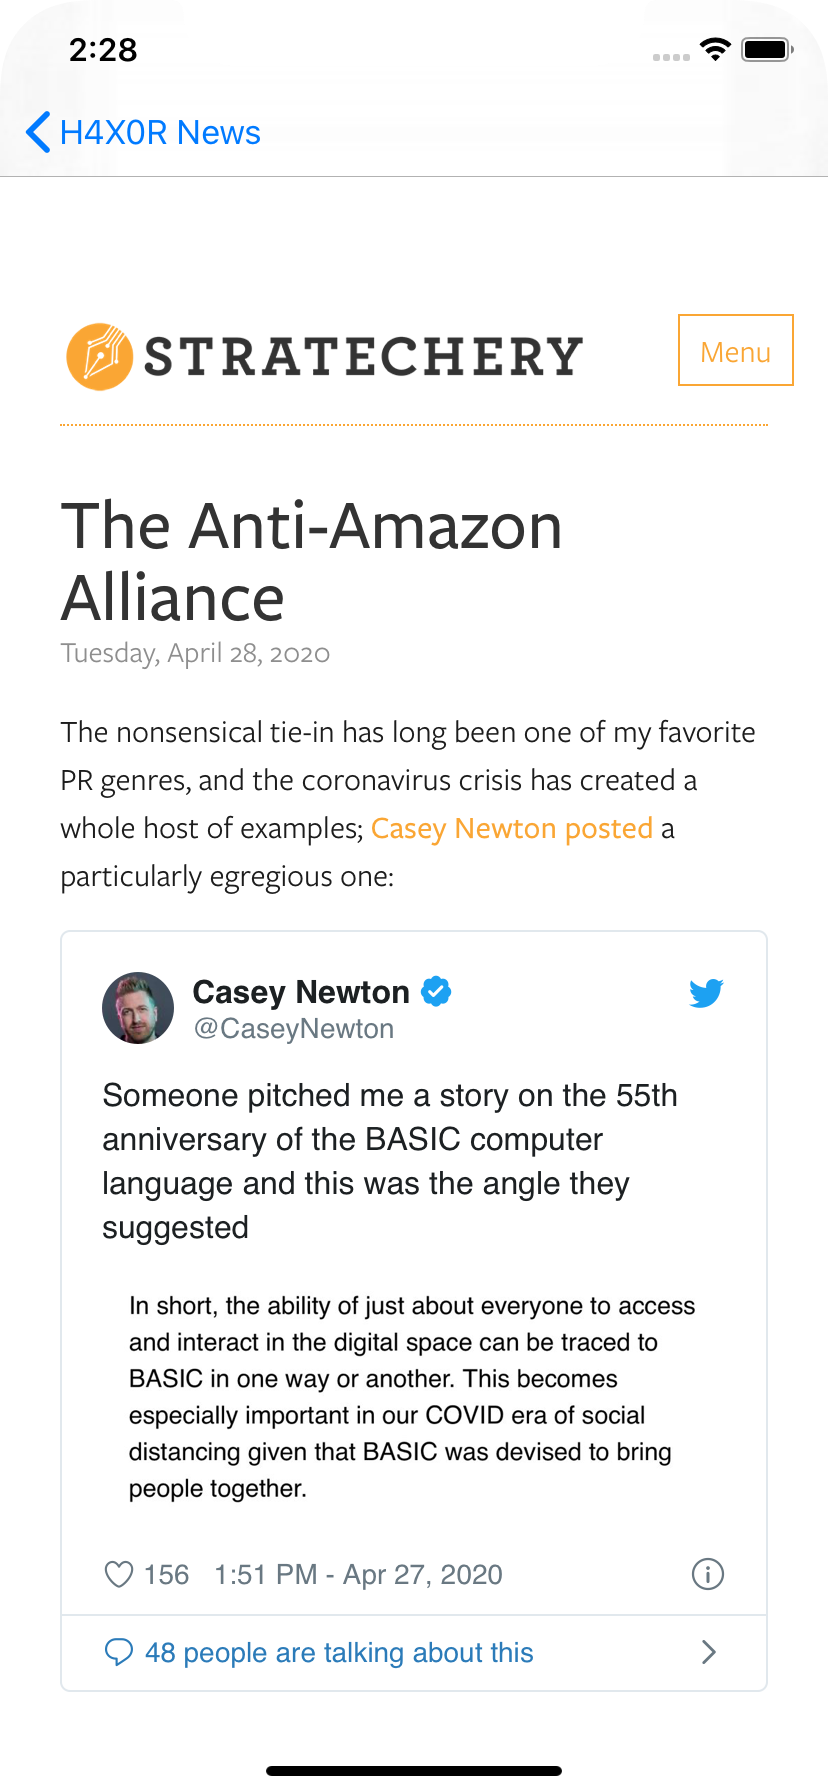 2:28
H4X0R News
STRATECHERY
Menu
The Anti-Amazon
Alliance
Tuesday, April 28, 2020
The nonsensical tie-in has long been one of my favorite
PR genres, and the coronavirus crisis has created a
whole host of examples; Casey Newton posted a
particularly egregious one:
Casey Newton
@CaseyNewton
Someone pitched me a story on the 55th
anniversary of the BASIC computer
language and this was the angle they
suggested
In short, the ability of just about everyone to access
and interact in the digital space can be traced to
BASIC in one way or another. This becomes
especially important in our COVID era of social
distancing given that BASIC was devised to bring
people together.
156 1:51 PM - Apr 27, 2020
48 people are talking about this